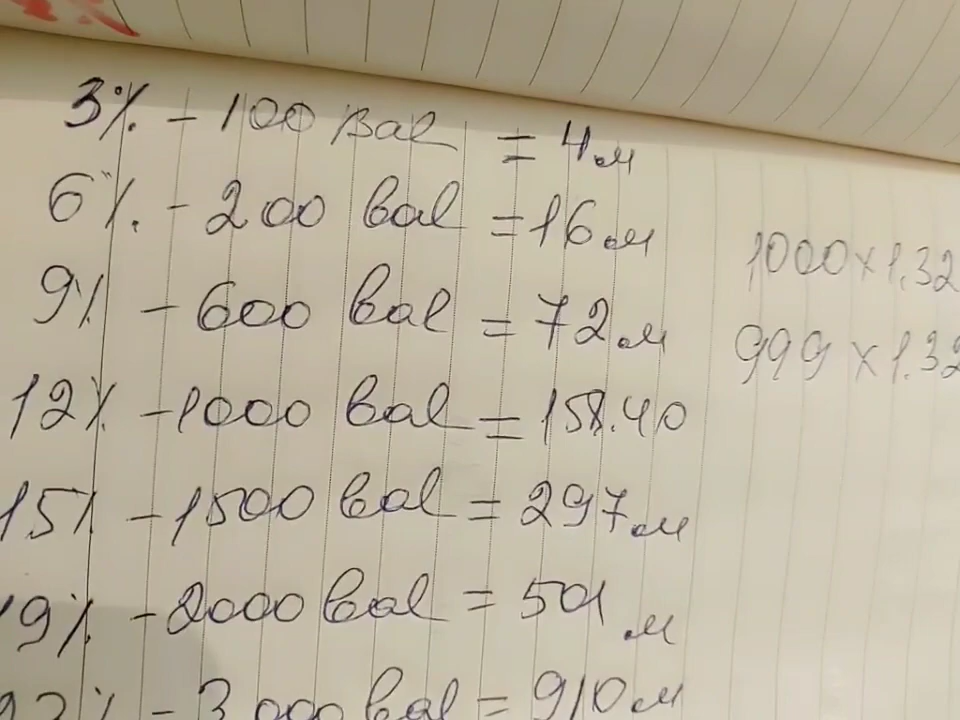 3% - 100 bal = 4м
6% - 200 bal = 16м
9% - 600 bal = 72м
12% - 1000 bal = 158.40
15% - 1500 bal = 297м
19% - 2000 bal = 501м
- 3000 bal = 910м
1000 x 1.32
999 x 1.32